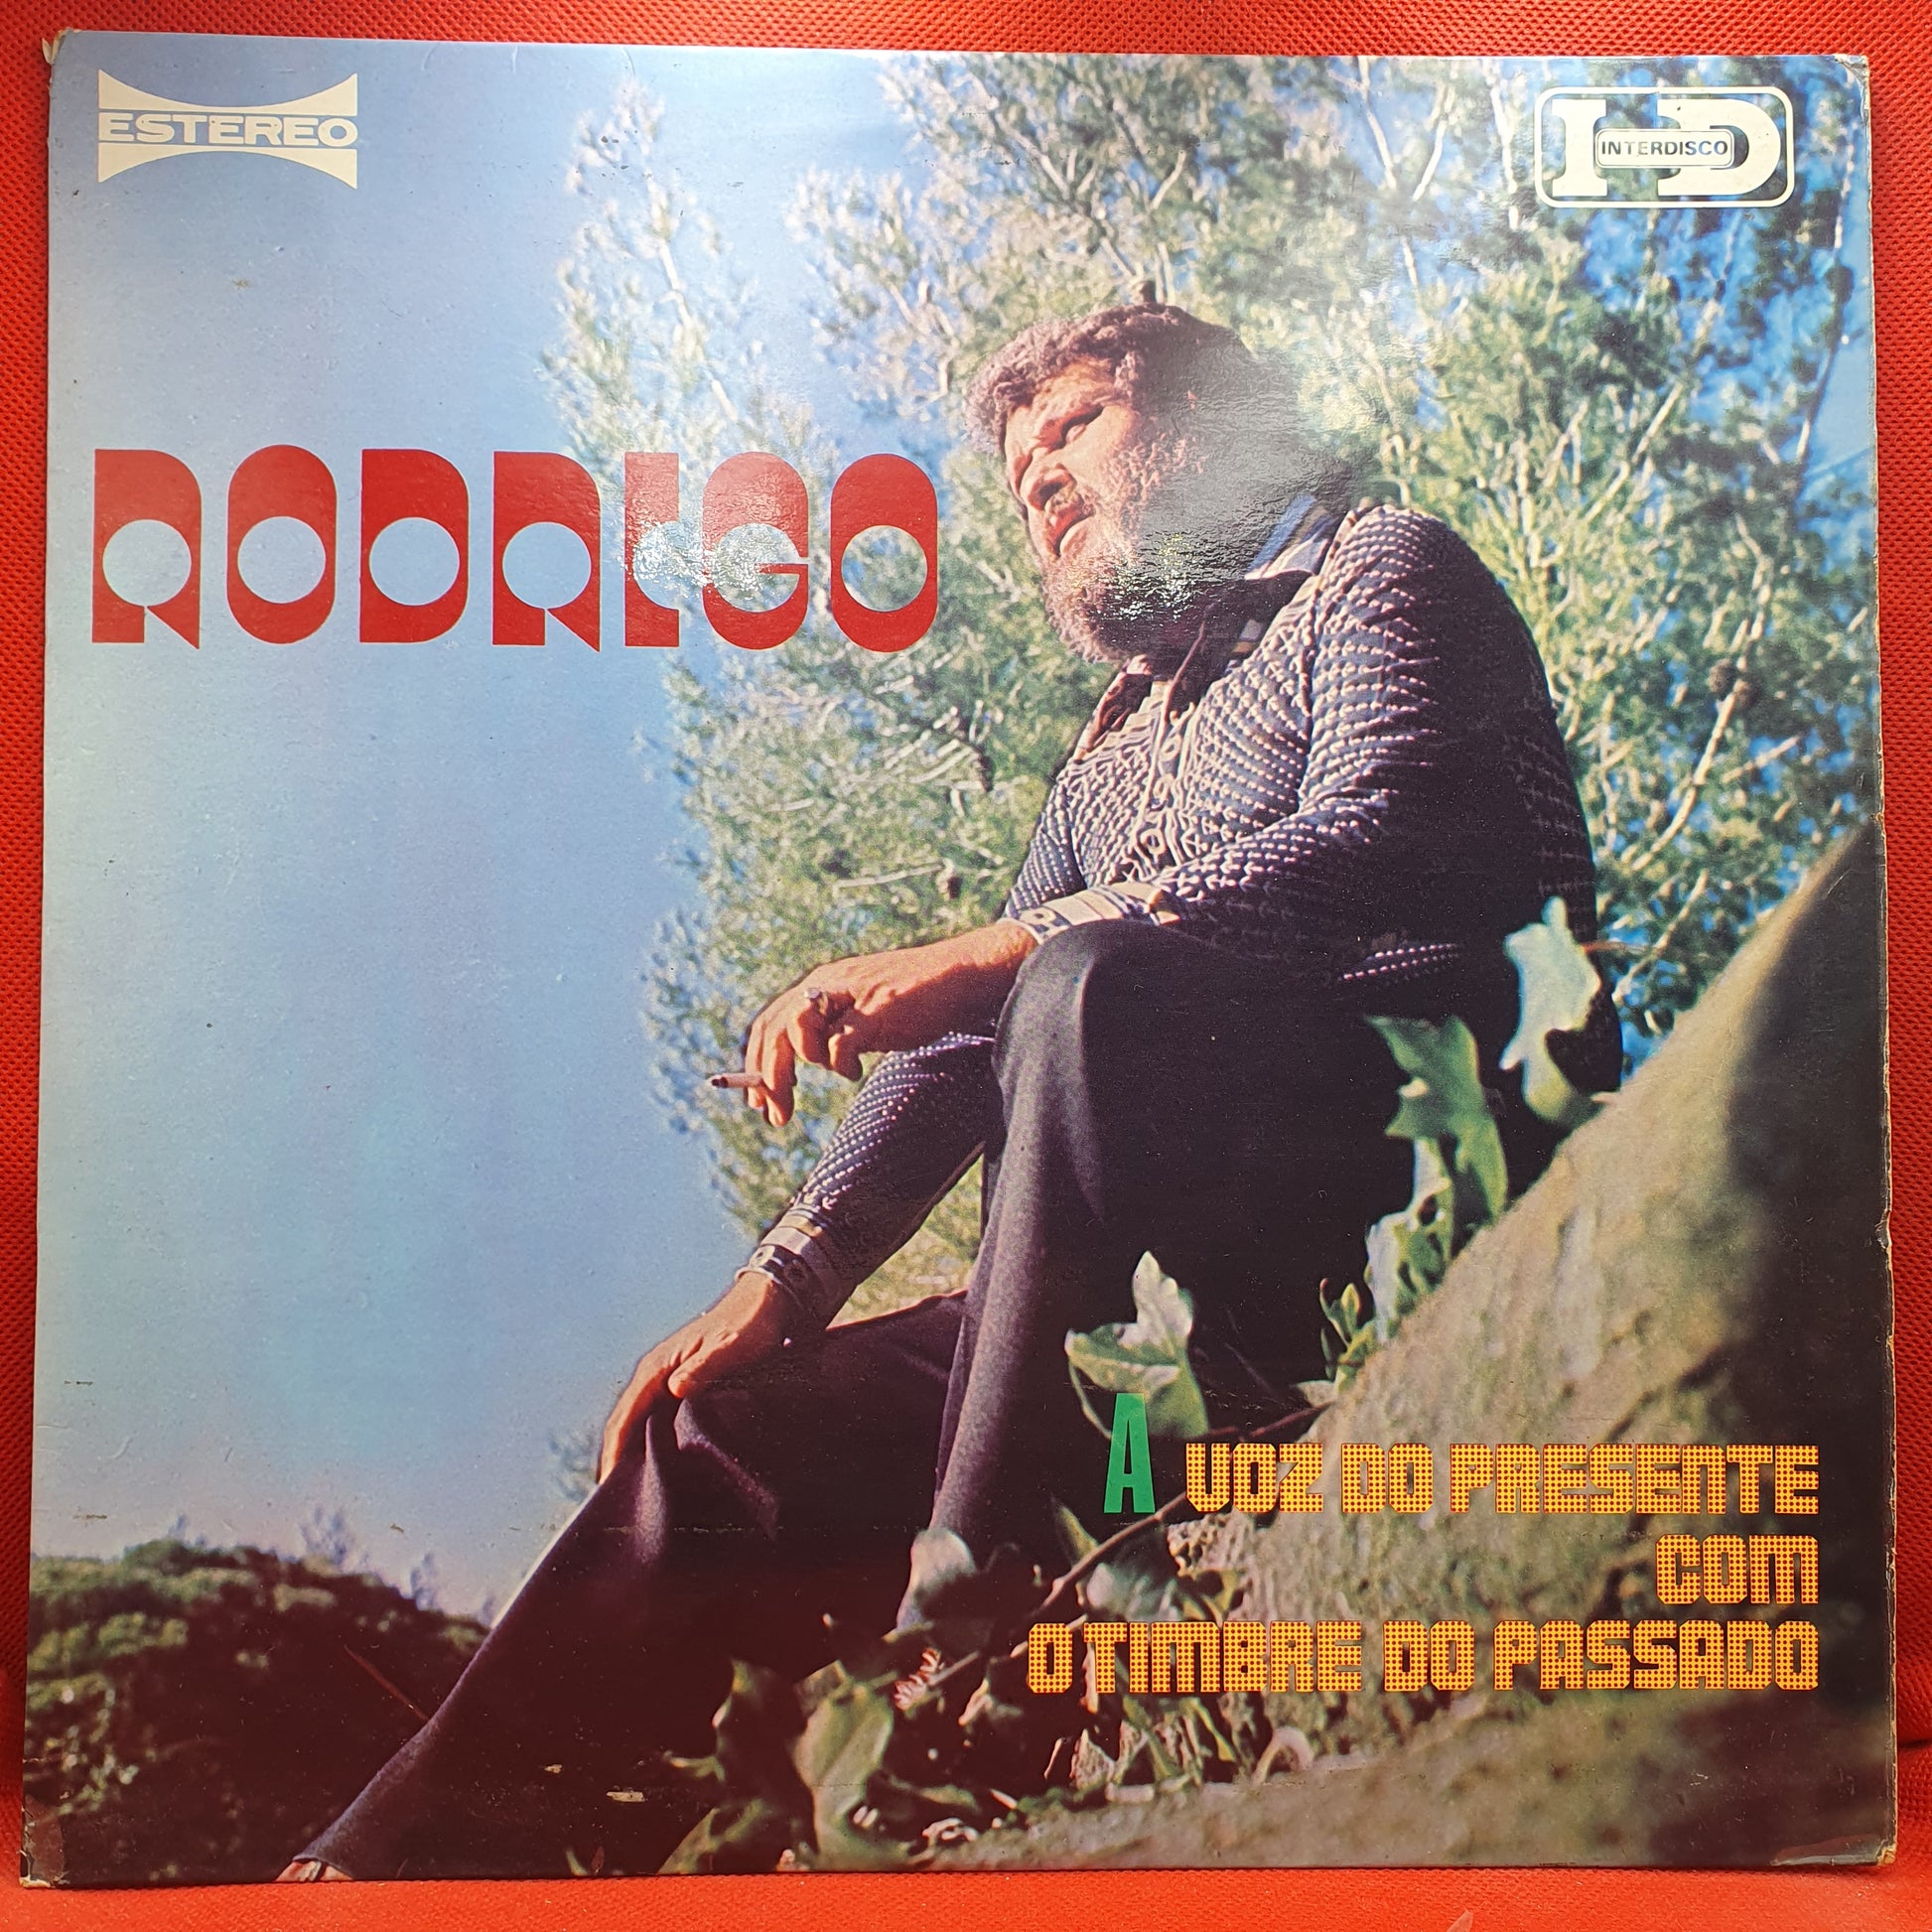 ESTEREO
INTERDISCO
RODRIGO
A VOZ DO PRESENTE
COM
O TIMBRE DO PASSADO